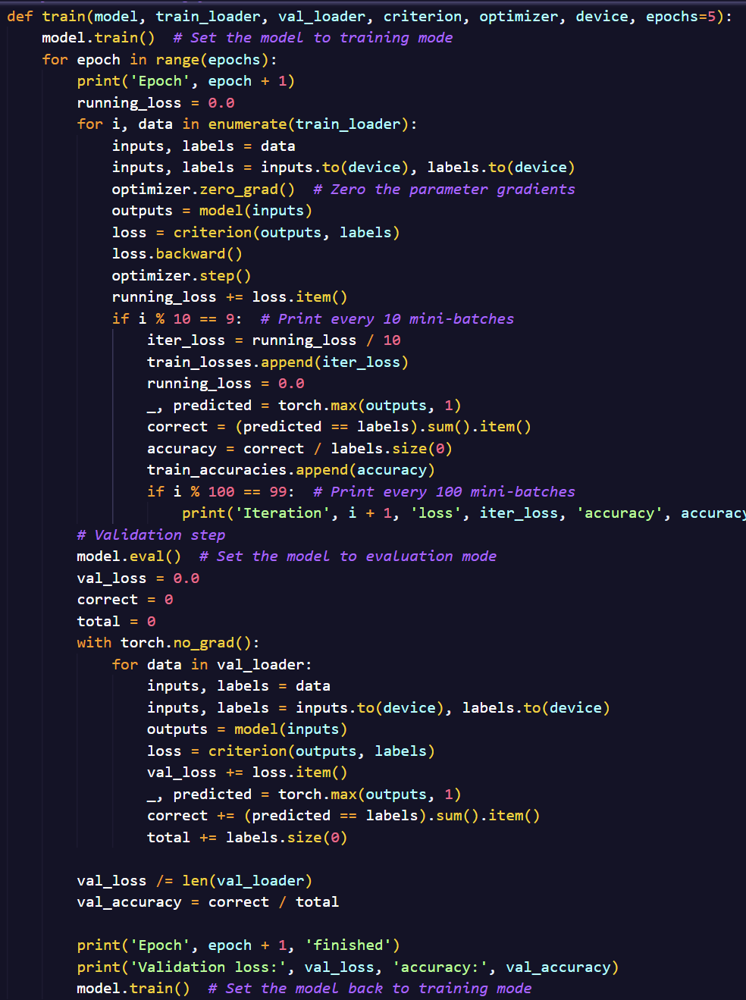 def train(model, train_loader, val_loader, criterion, optimizer, device, epochs=5):
    model.train()  # Set the model to training mode
    for epoch in range(epochs):
        print('Epoch', epoch + 1)
        running_loss = 0.0
        for i, data in enumerate(train_loader):
            inputs, labels = data
            inputs, labels = inputs.to(device), labels.to(device)
            optimizer.zero_grad()  # Zero the parameter gradients
            outputs = model(inputs)
            loss = criterion(outputs, labels)
            loss.backward()
            optimizer.step()
            running_loss += loss.item()
            if i % 10 == 9:  # Print every 10 mini-batches
                iter_loss = running_loss / 10
                train_losses.append(iter_loss)
                running_loss = 0.0
                _, predicted = torch.max(outputs, 1)
                correct = (predicted == labels).sum().item()
                accuracy = correct / labels.size(0)
                train_accuracies.append(accuracy)
                if i % 100 == 99:  # Print every 100 mini-batches
                    print('Iteration', i + 1, 'loss', iter_loss, 'accuracy', accuracy
        # Validation step
        model.eval()  # Set the model to evaluation mode
        val_loss = 0.0
        correct = 0
        total = 0
        with torch.no_grad():
            for data in val_loader:
                inputs, labels = data
                inputs, labels = inputs.to(device), labels.to(device)
                outputs = model(inputs)
                loss = criterion(outputs, labels)
                val_loss += loss.item()
                _, predicted = torch.max(outputs, 1)
                correct += (predicted == labels).sum().item()
                total += labels.size(0)

        val_loss /= len(val_loader)
        val_accuracy = correct / total

        print('Epoch', epoch + 1, 'finished')
        print('Validation loss:', val_loss, 'accuracy:', val_accuracy)
        model.train()  # Set the model back to training mode